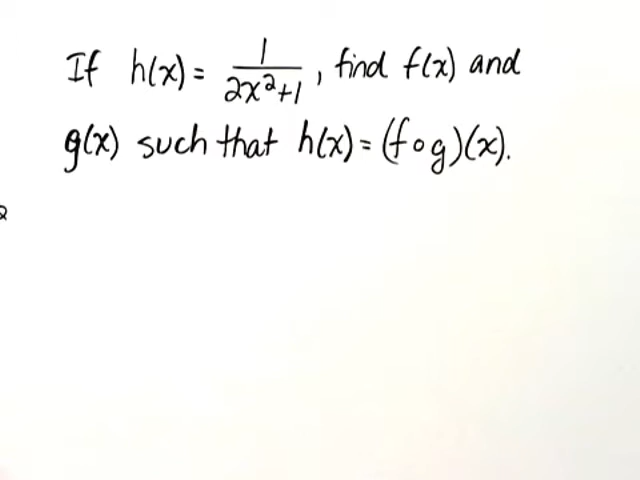 If h(x) = 1/(2x²+1), find f(x) and
g(x) such that h(x) = (f∘g)(x).